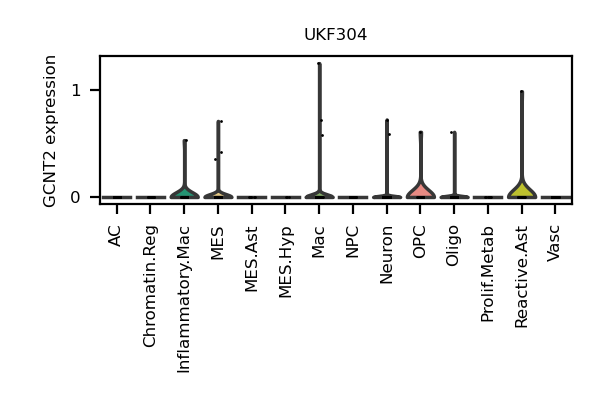 UKF304
GCNT2 expression
1
0
AC
Chromatin.Reg
Inflammatory.Mac
MES
MES.Ast
MES.Hyp
Mac
NPC
Neuron
OPC
Oligo
Prolif.Metab
Reactive.Ast
Vasc